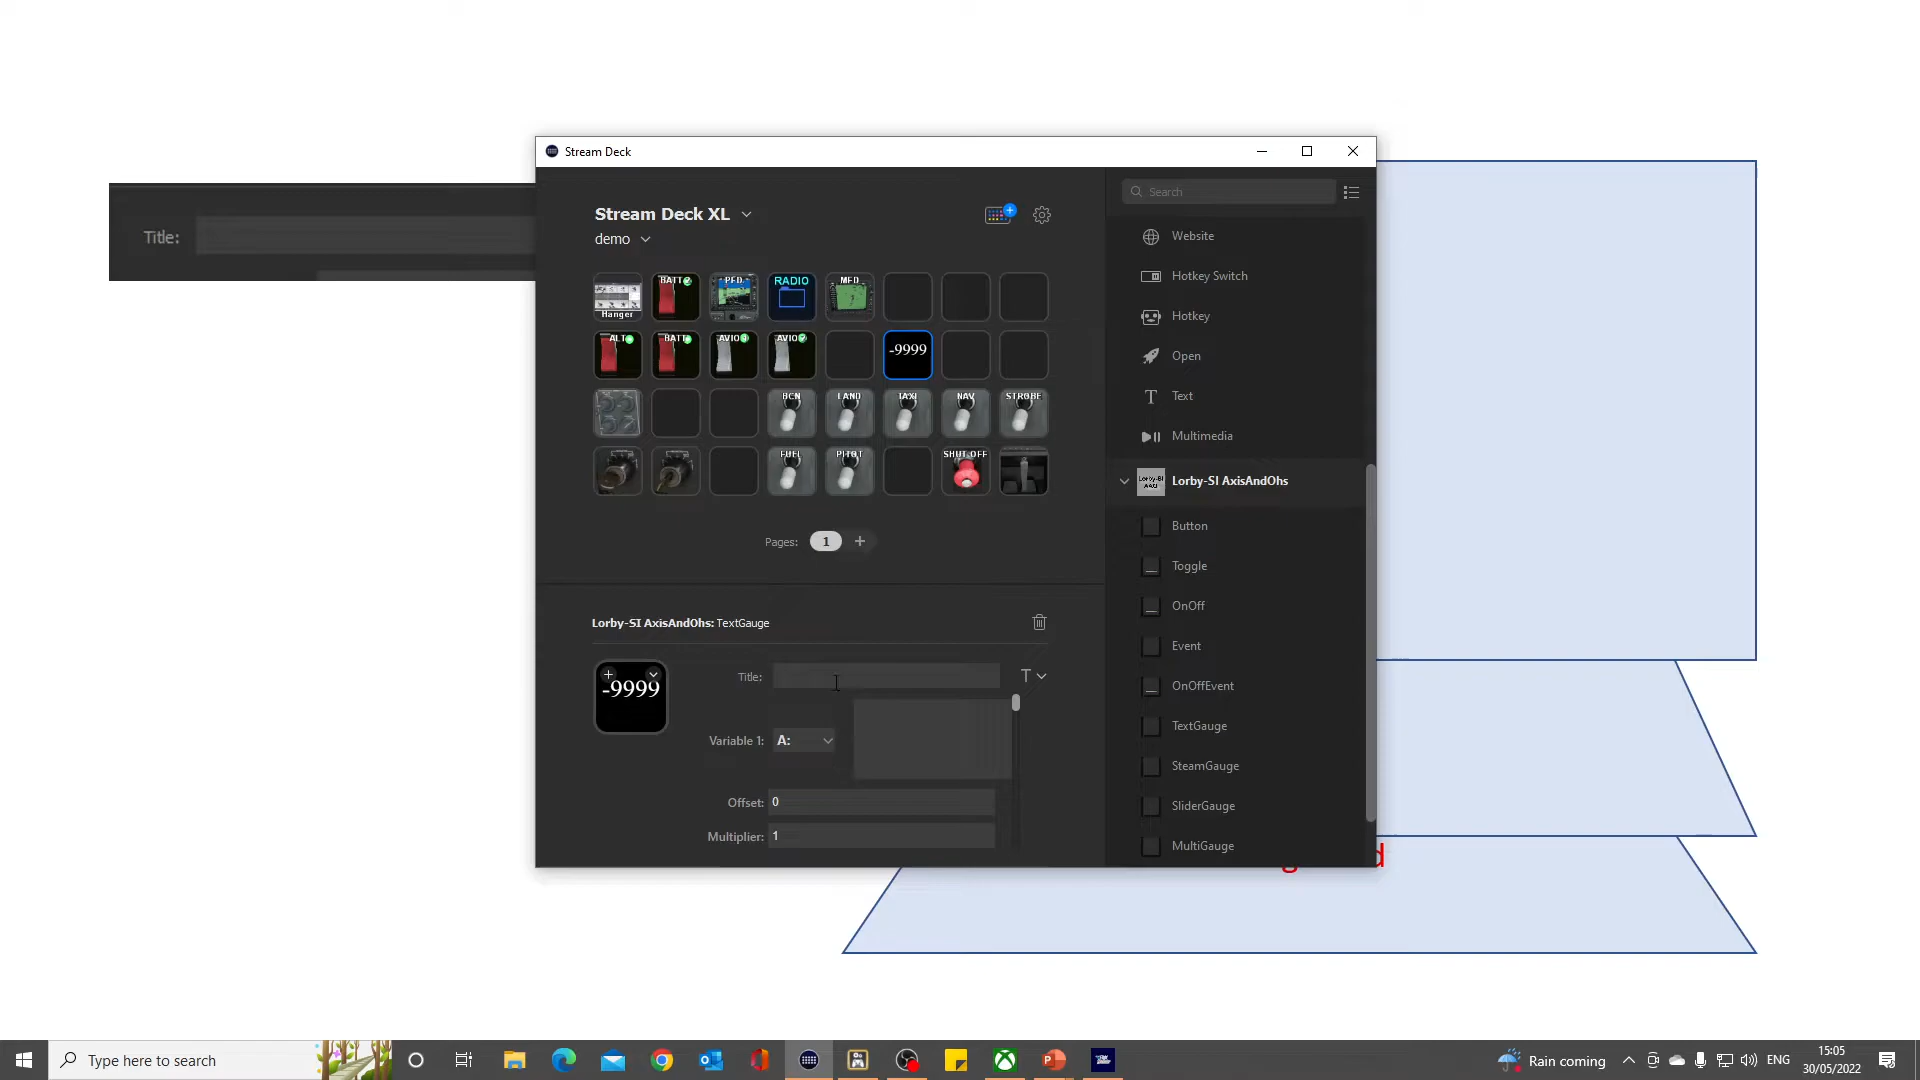 Stream Deck
Title:
Stream Deck XL
demo
Hanger
BATT
PFD
RADIO
MFD
ALT
BATT
AVIO
AVIO
-9999
BCN
LAND
TAXI
NAV
STROBE
FUEL
PITOT
SHUT OFF
Pages: 1 +
Lorby-SI AxisAndOhs: TextGauge
-9999
Title:
Variable 1: A:
Offset: 0
Multiplier: 1
Search
Website
Hotkey Switch
Hotkey
Open
Text
Multimedia
Lorby-SI AxisAndOhs
Button
Toggle
OnOff
Event
OnOffEvent
TextGauge
SteamGauge
SliderGauge
MultiGauge
Type here to search
Rain coming
ENG
15:05
30/05/2022